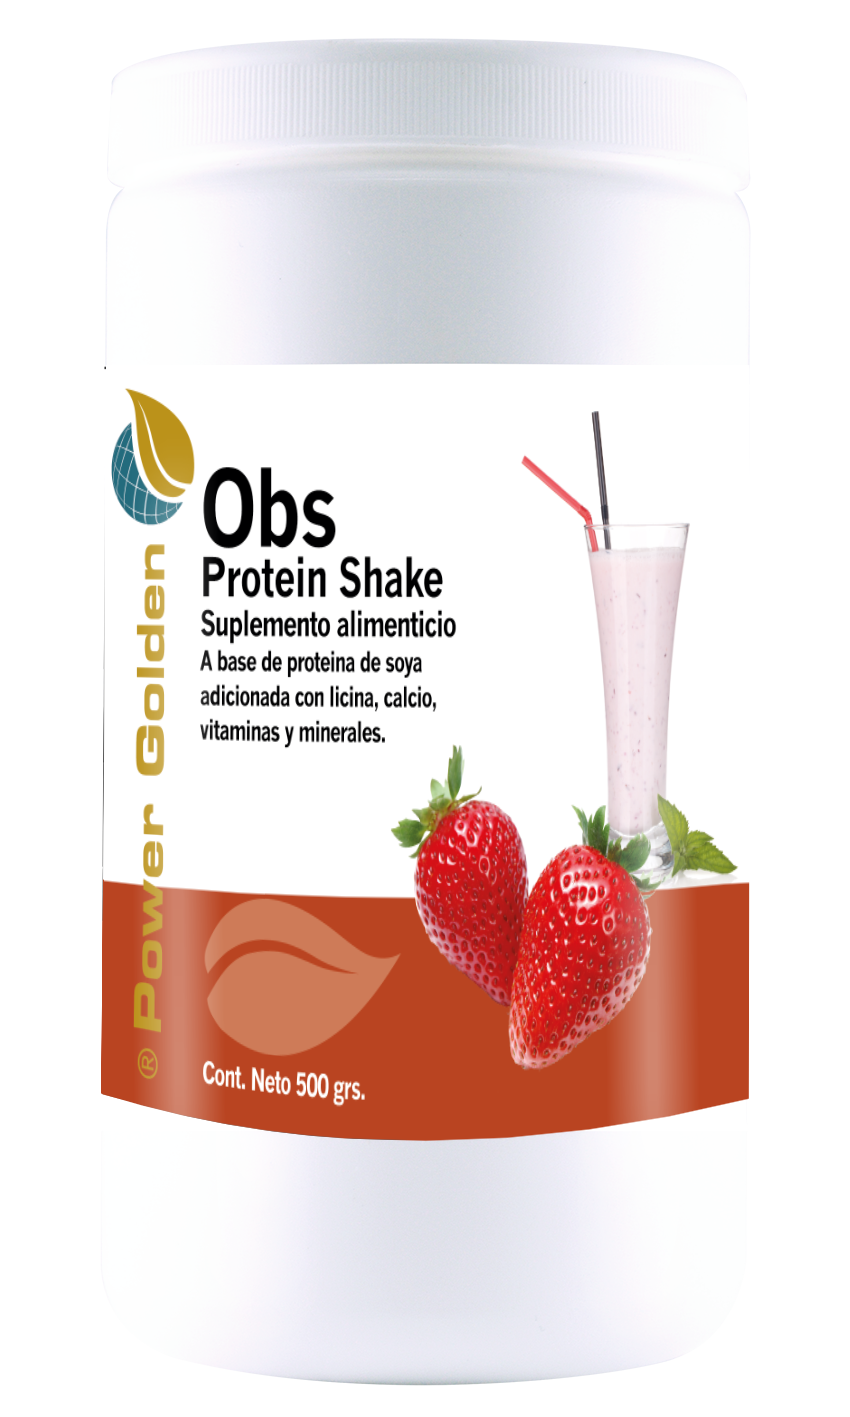 Obs
Protein Shake
Suplemento alimenticio
A base de proteina de soya
adicionada con licina, calcio,
vitaminas y minerales.
® Power Golden
Cont. Neto 500 grs.